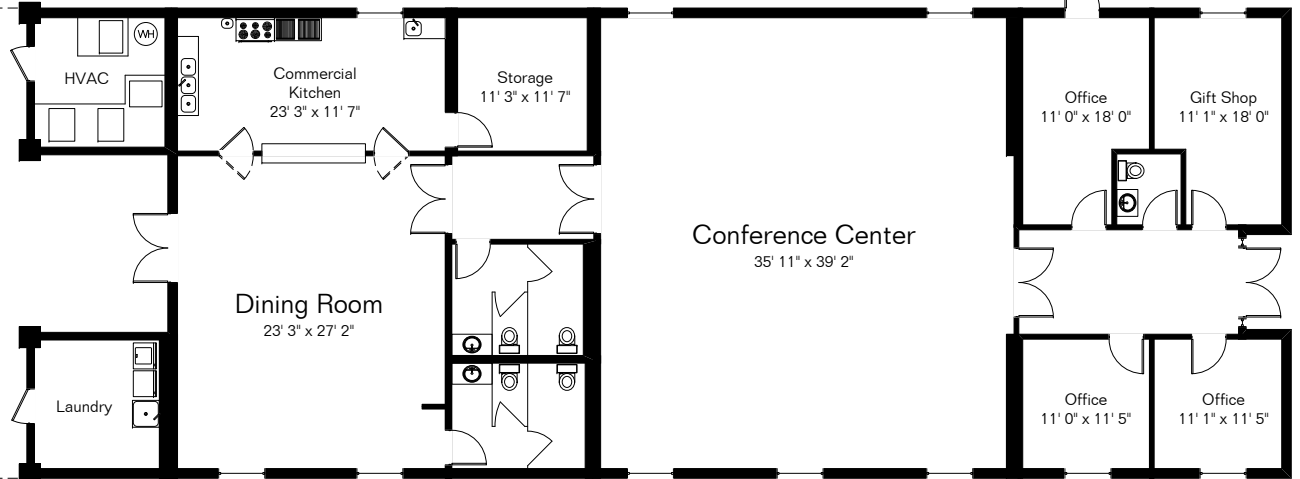 HVAC
WH
Commercial
Kitchen
23' 3" x 11' 7"
Storage
11' 3" x 11' 7"
Office
11' 0" x 18' 0"
Gift Shop
11' 1" x 18' 0"
Conference Center
35' 11" x 39' 2"
Dining Room
23' 3" x 27' 2"
Laundry
Office
11' 0" x 11' 5"
Office
11' 1" x 11' 5"